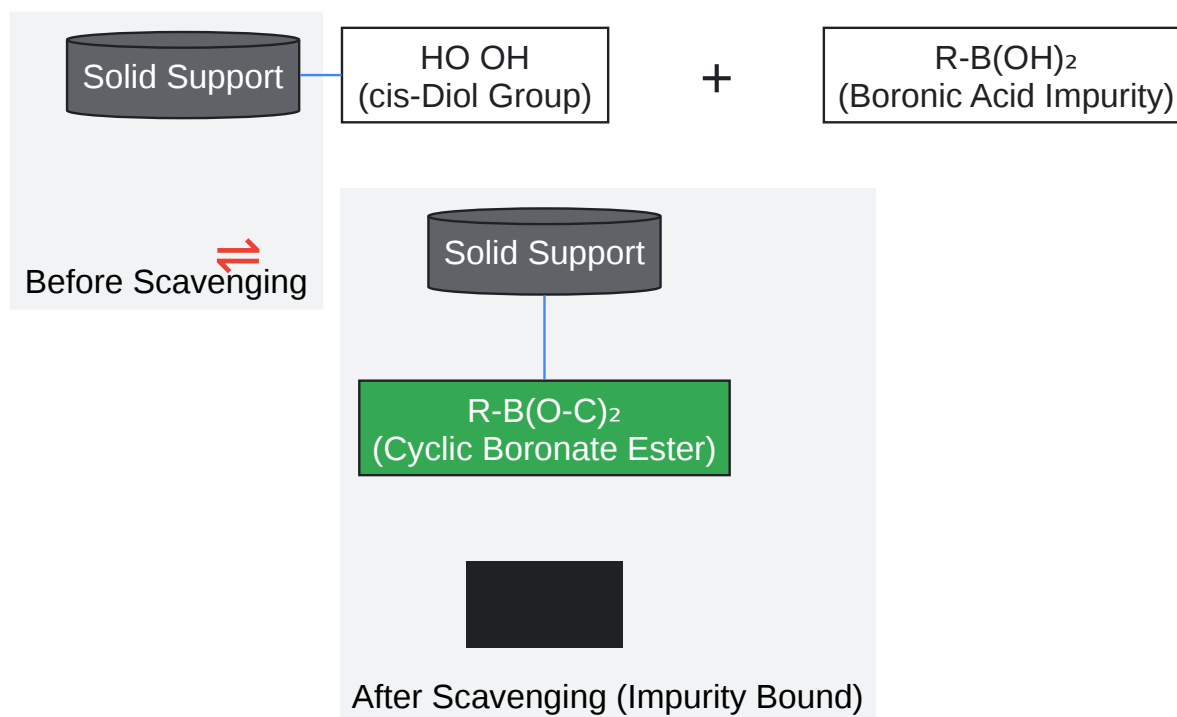 Solid Support
HO OH
(cis-Diol Group)
+
R-B(OH)₂
(Boronic Acid Impurity)
⇌
Before Scavenging
Solid Support
R-B(O-C)₂
(Cyclic Boronate Ester)
After Scavenging (Impurity Bound)